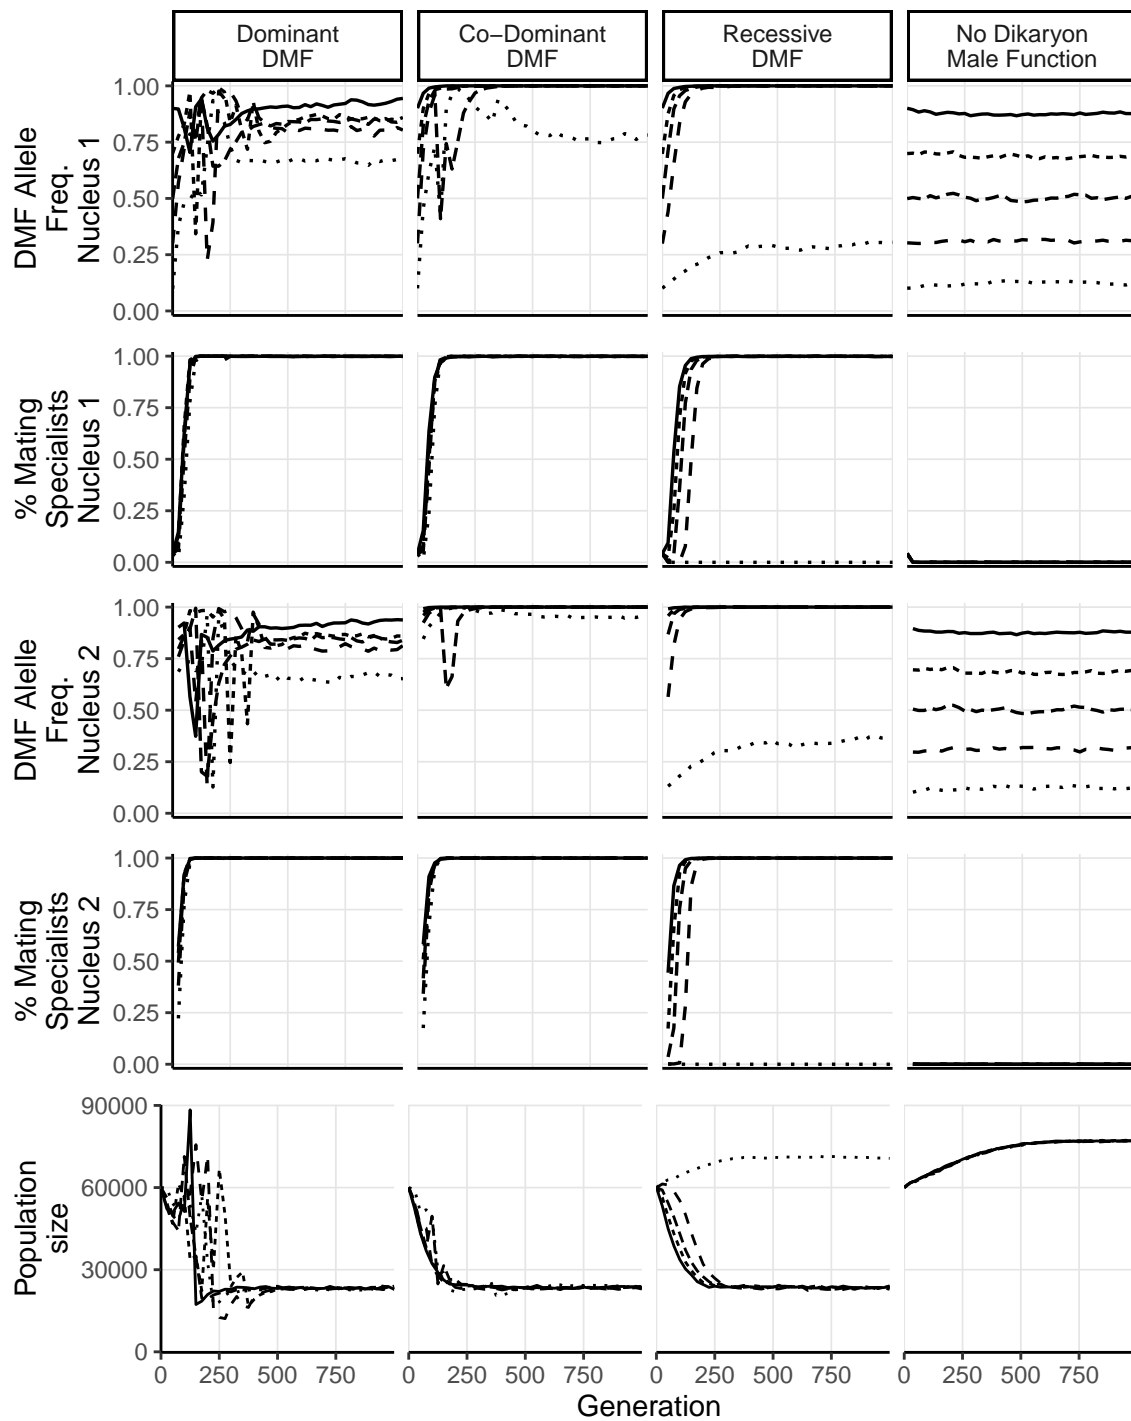 Dominant
DMF
Co−Dominant
DMF
Recessive
DMF
No Dikaryon
Male Function
DMF Allele
Freq.
Nucleus 1
1.00
0.75
0.50
0.25
0.00
% Mating
Specialists
Nucleus 1
1.00
0.75
0.50
0.25
0.00
DMF Alelle
Freq.
Nucleus 2
1.00
0.75
0.50
0.25
0.00
% Mating
Specialists
Nucleus 2
1.00
0.75
0.50
0.25
0.00
Population
size
90000
60000
30000
0
0 250 500 750
0 250 500 750
0 250 500 750
0 250 500 750
Generation